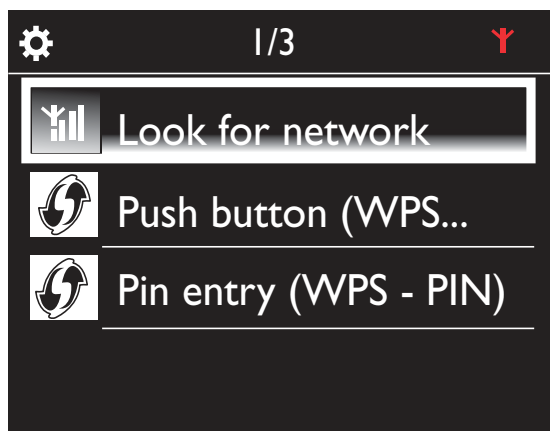 1/3
Look for network
Push button (WPS...
Pin entry (WPS - PIN)